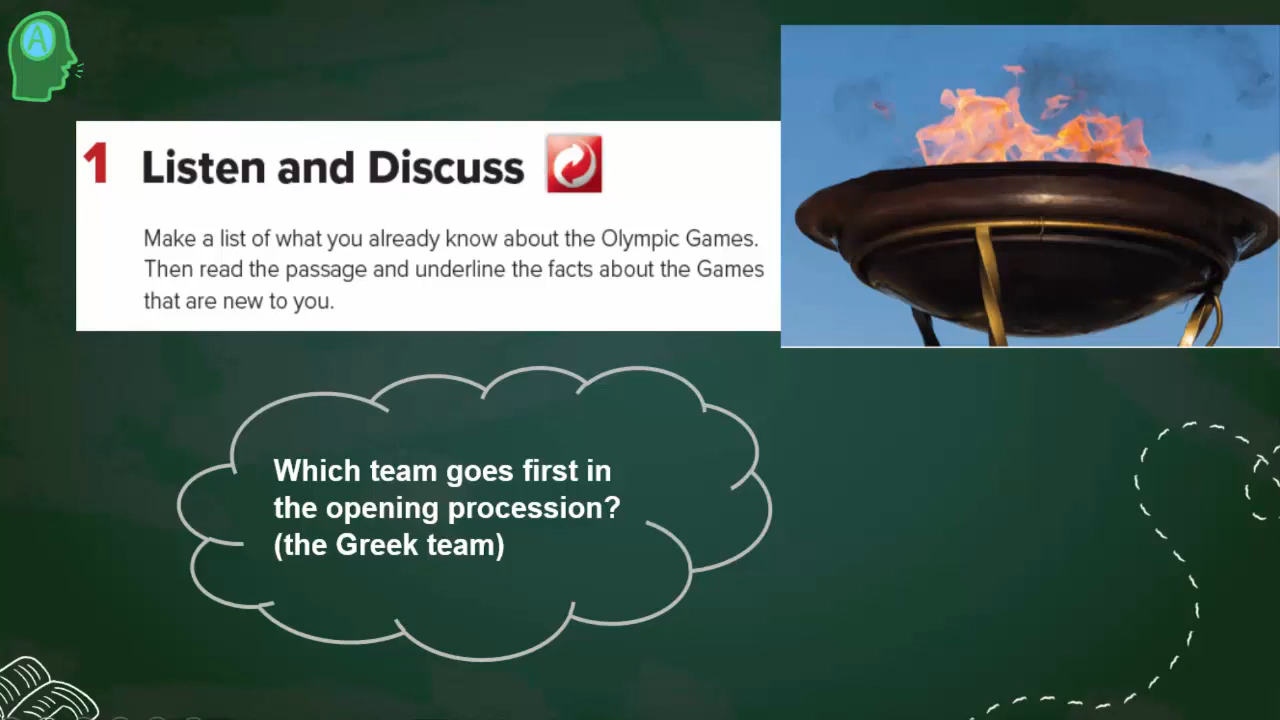 A
1 Listen and Discuss
Make a list of what you already know about the Olympic Games.
Then read the passage and underline the facts about the Games
that are new to you.
Which team goes first in
the opening procession?
(the Greek team)